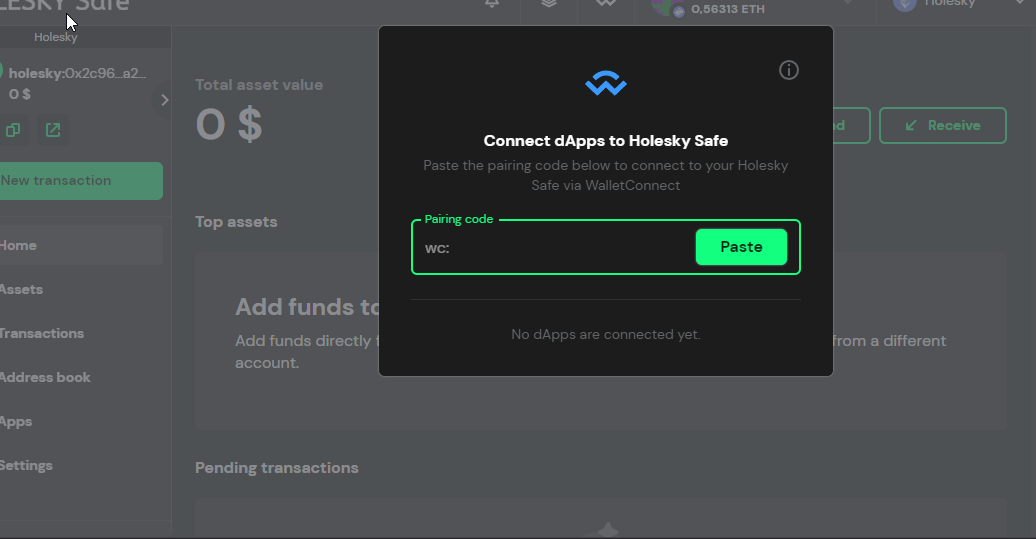 LESKY Safe
0,56313 ETH
Holesky
Holesky
holesky:0x2c96...a2...
0 $
New transaction
Home
Assets
Transactions
Address book
Apps
Settings
Total asset value
0 $
Receive
Top assets
Add funds to
Add funds directly
from a different
account.
Pending transactions
Connect dApps to Holesky Safe
Paste the pairing code below to connect to your Holesky
Safe via WalletConnect
Pairing code
wc:
Paste
No dApps are connected yet.